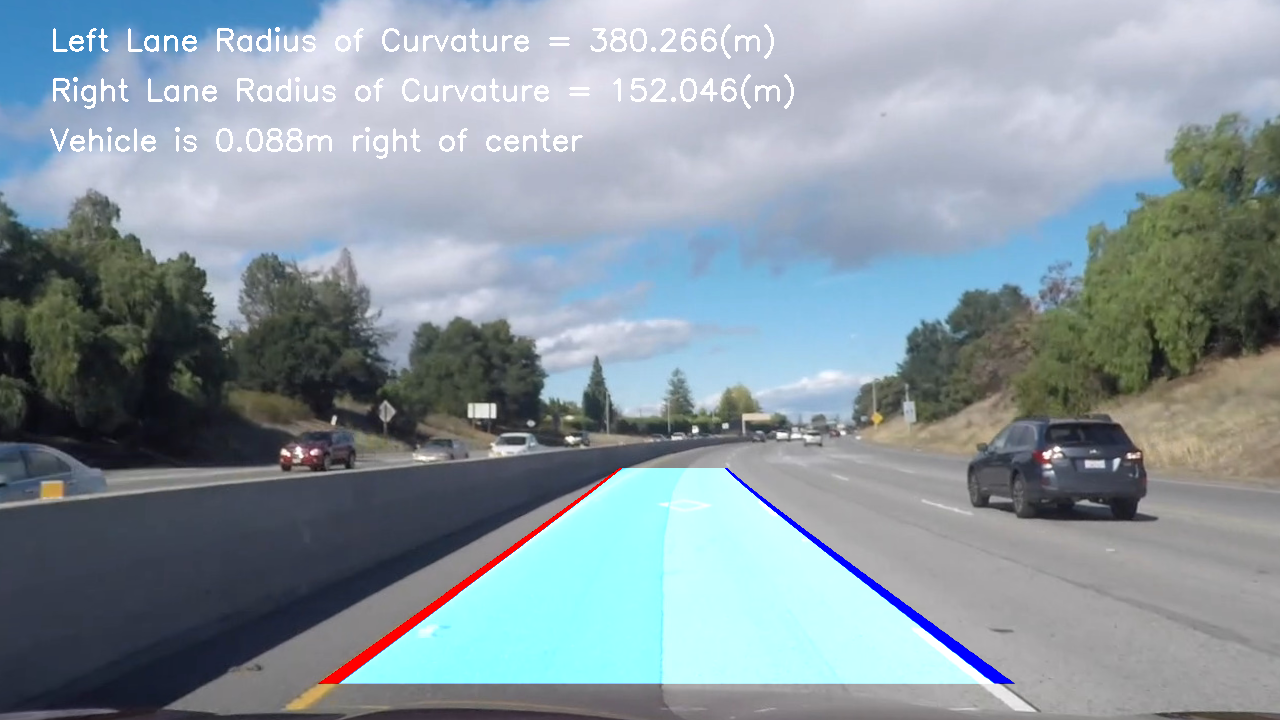 Left Lane Radius of Curvature = 380.266(m)
Right Lane Radius of Curvature = 152.046(m)
Vehicle is 0.088m right of center